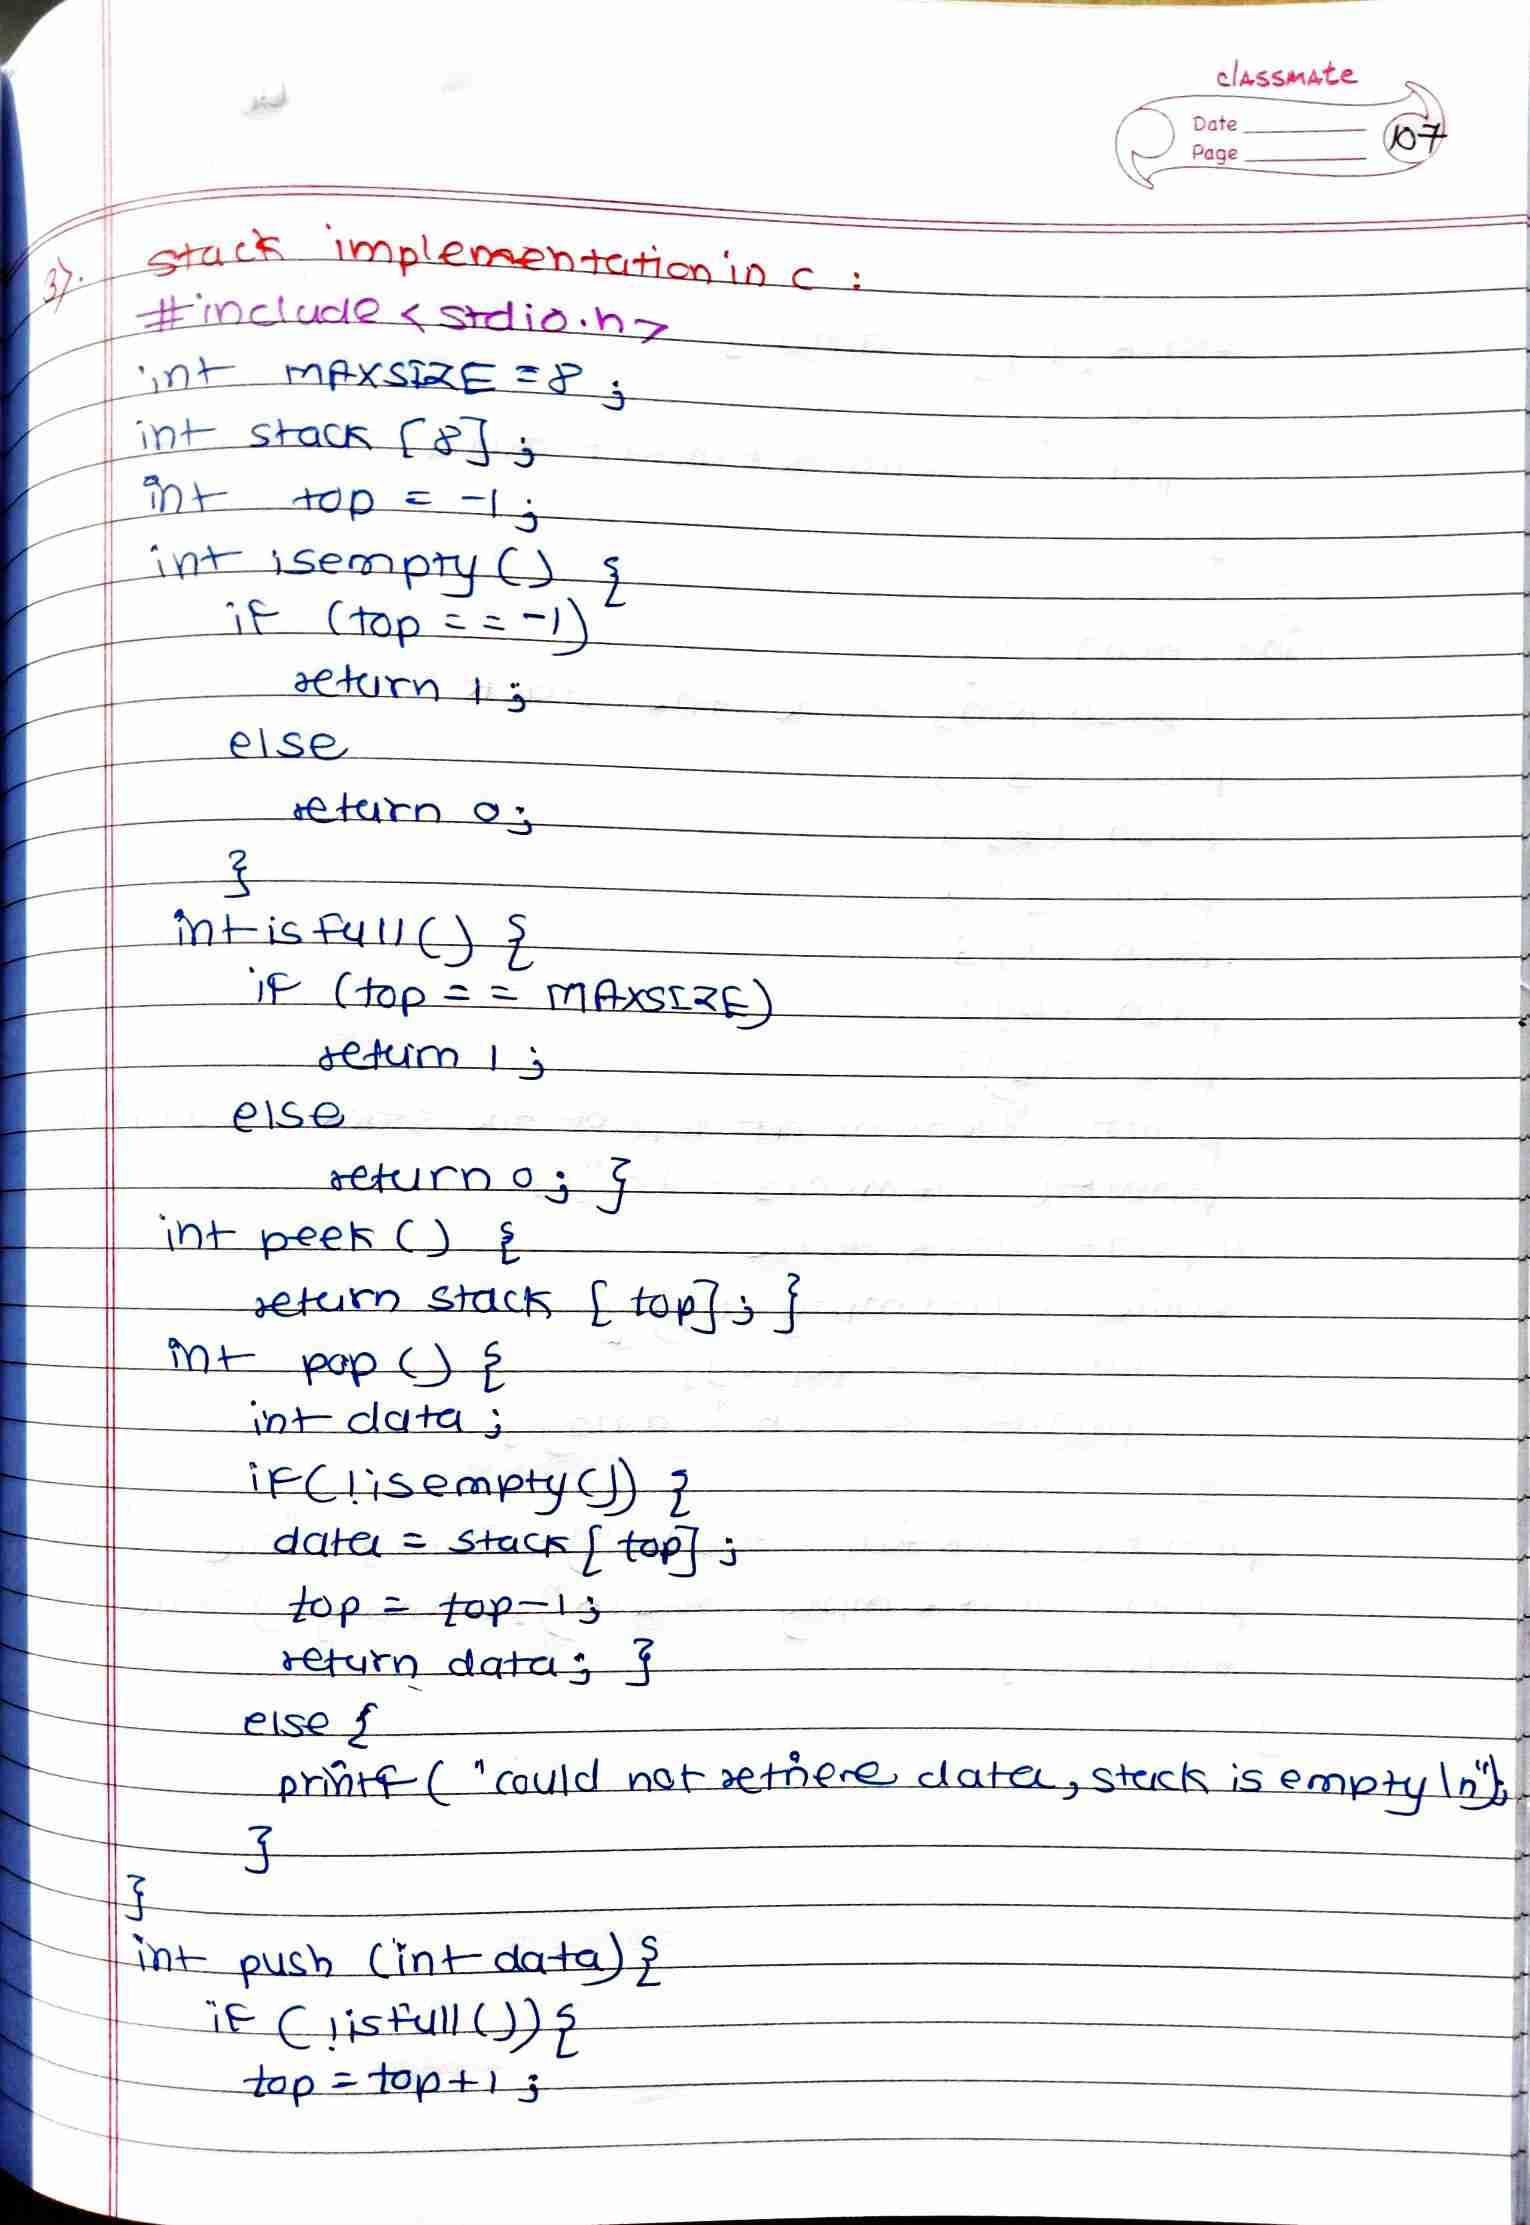 classmate
Date
Page
107
3). stack implementation in c :
#include <stdio.h>
int MAXSIZE = 8 ;
int stack [8] ;
int top = -1 ;
int isempty () {
if (top == -1)
return 1 ;
else
return 0 ;
}
int isfull () {
if (top == MAXSIZE)
return 1 ;
else
return 0 ; }
int peek () {
return stack [top] ; }
int pop () {
int data ;
if(!isempty()) {
data = stack [top] ;
top = top-1 ;
return data ; }
else {
printf ( "could not retrieve data, stack is empty \n");
}
}
int push (int data) {
if (!isfull ()) {
top = top+1 ;